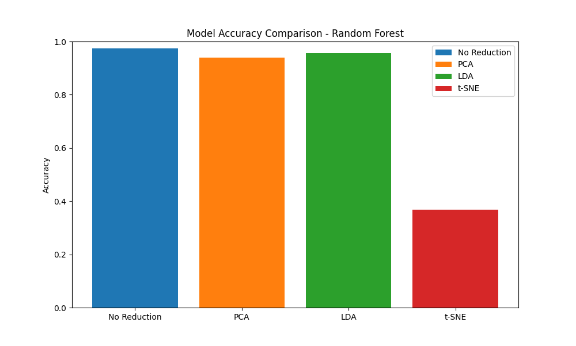 Model Accuracy Comparison - Random Forest
1.0
0.8
0.6
0.4
0.2
0.0
Accuracy
No Reduction
PCA
LDA
t-SNE
No Reduction
PCA
LDA
t-SNE